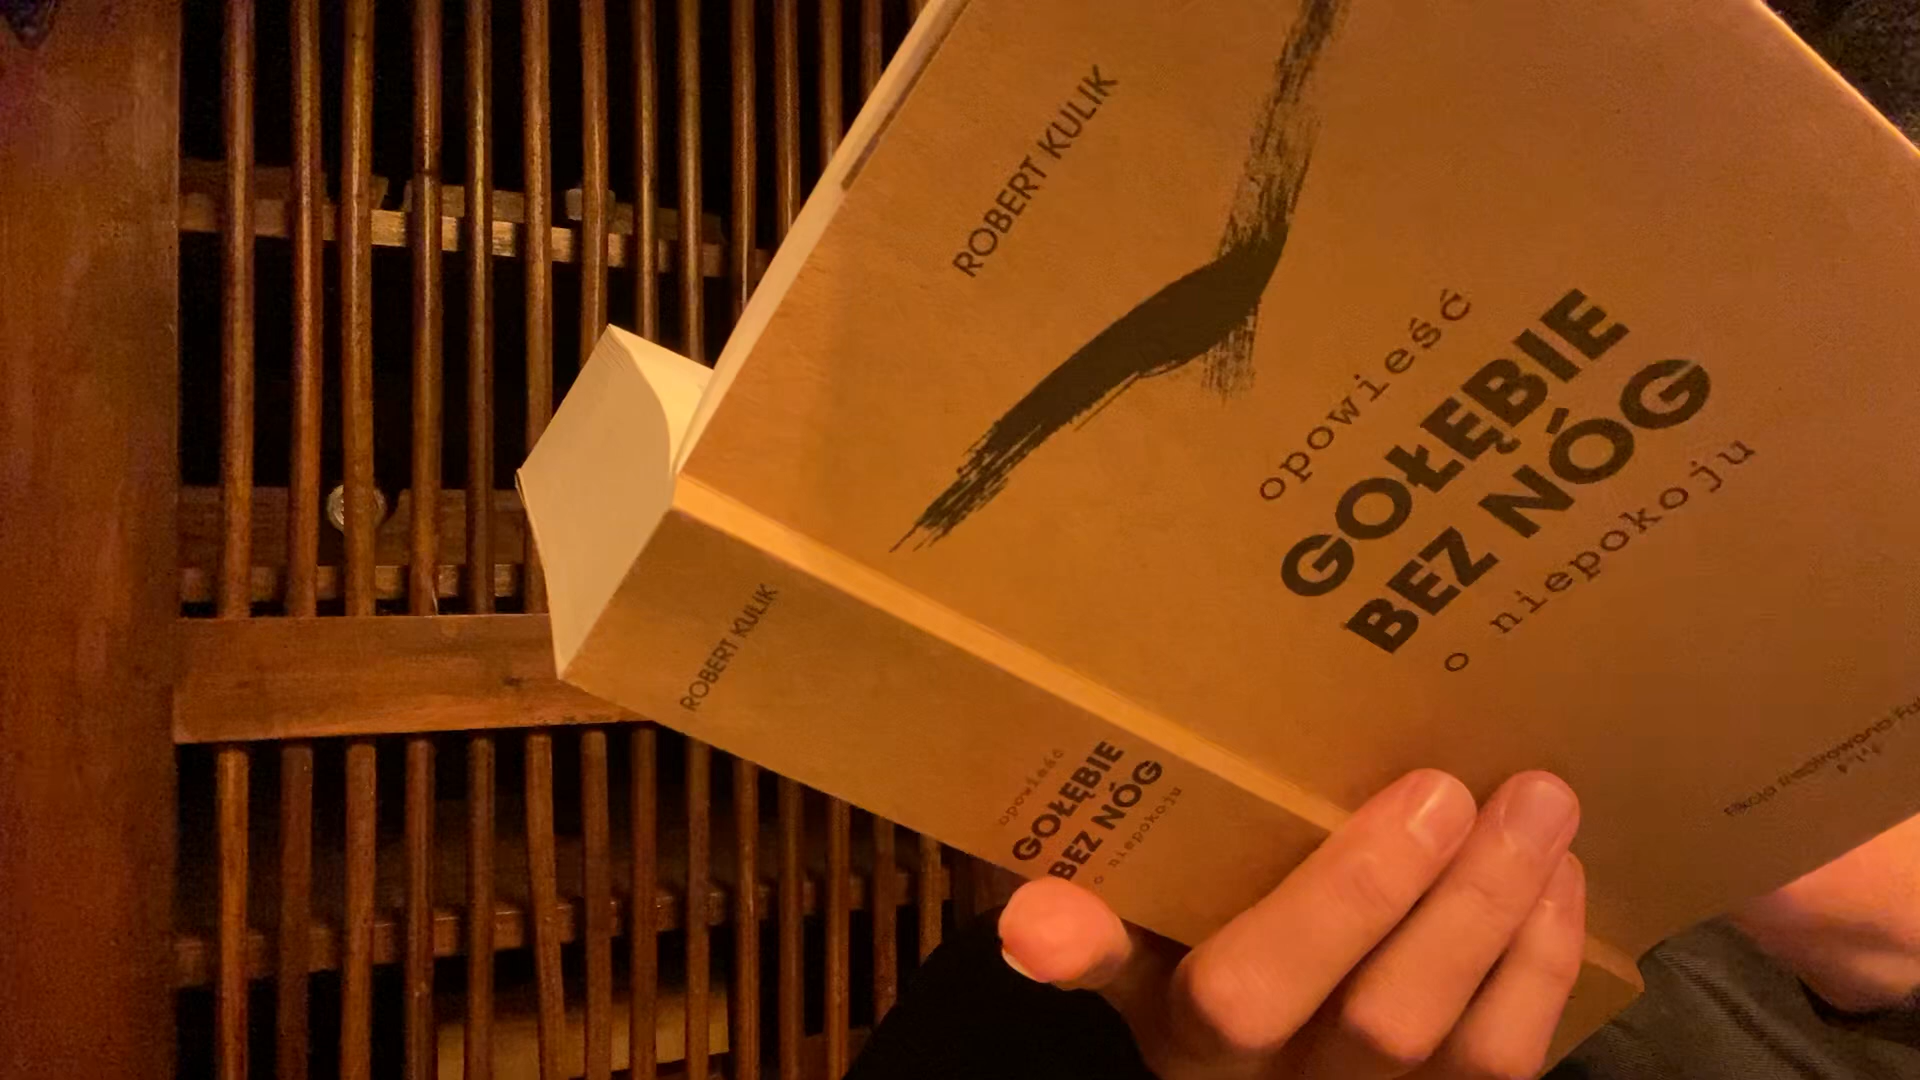 ROBERT KULIK
opowieść
GOŁĘBIE
BEZ NÓG
o niepokoju
ROBERT KULIK
opowieść
GOŁĘBIE
BEZ NÓG
o niepokoju